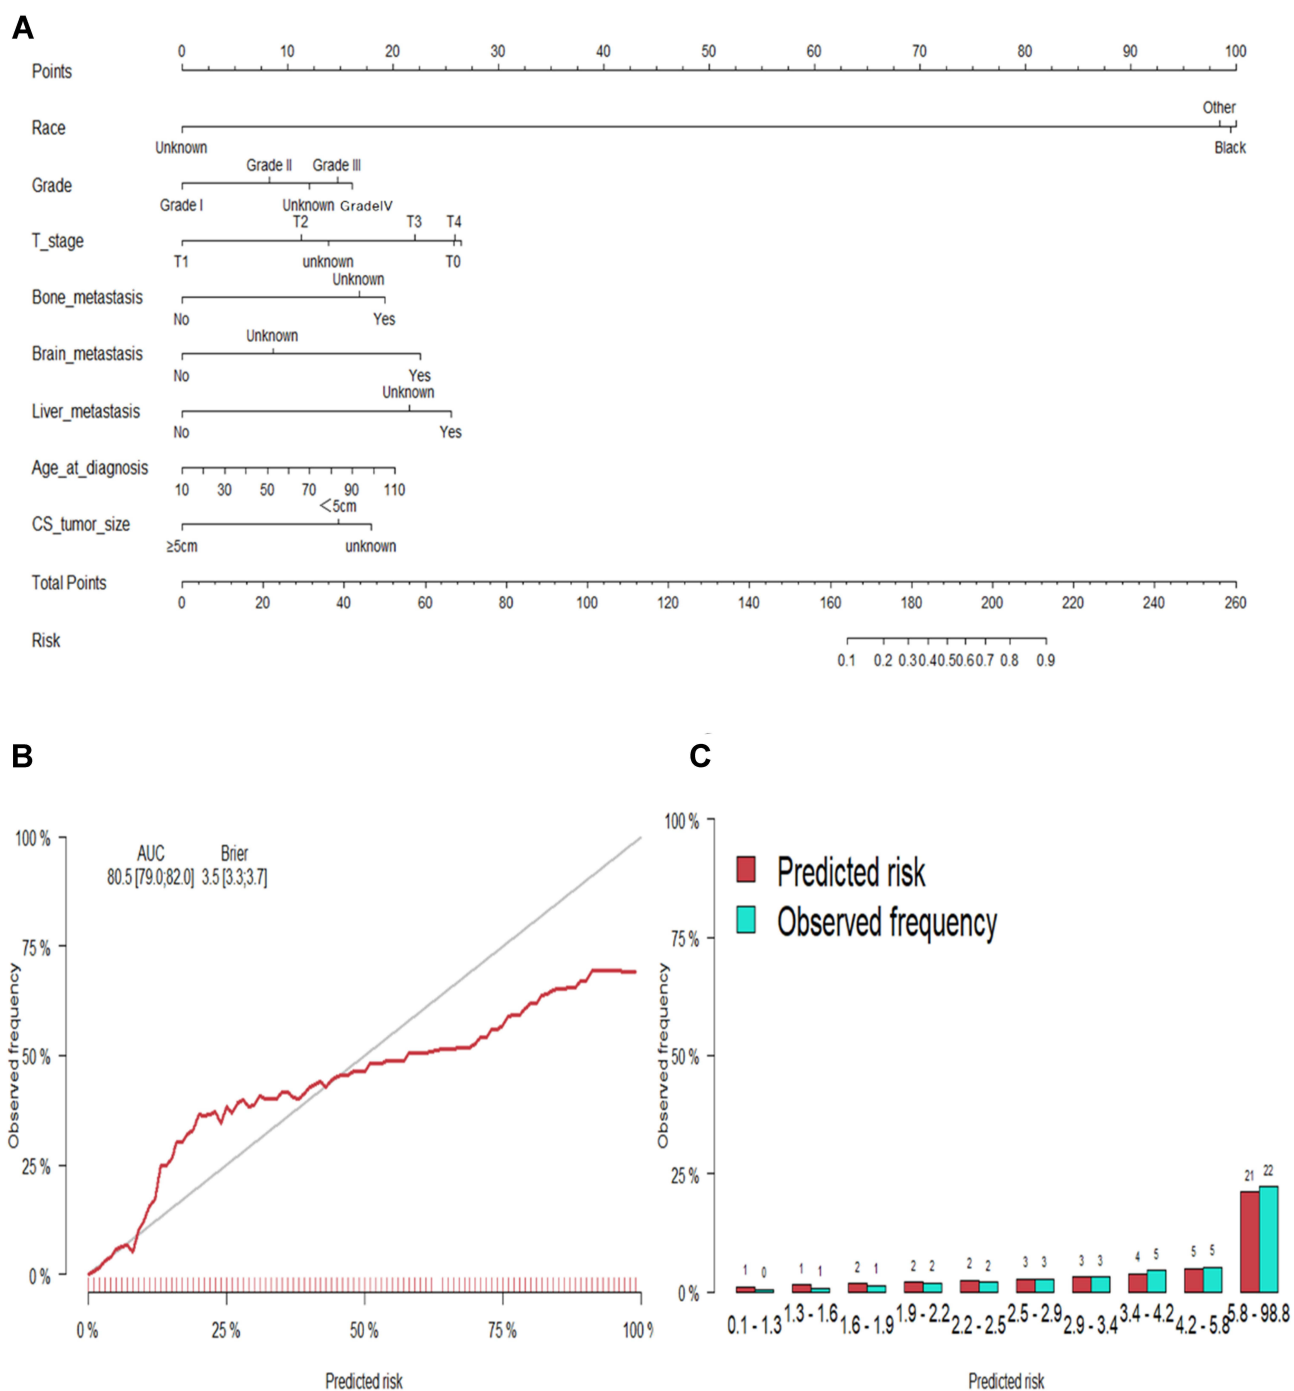 A
0 10 20 30 40 50 60 70 80 90 100
Points
Other
Race
Unknown Black
Grade II Grade III
Grade
Grade I Unknown GradeIV
T2 T3 T4
T_stage
T1 unknown T0
Unknown
Bone_metastasis
No Yes
Unknown
Brain_metastasis
No Yes
Unknown
Liver_metastasis
No Yes
Age_at_diagnosis
10 30 50 70 90 110
<5cm
CS_tumor_size
≥5cm unknown
Total Points
0 20 40 60 80 100 120 140 160 180 200 220 240 260
Risk
0.1 0.2 0.3 0.4 0.5 0.6 0.7 0.8 0.9
B
100 %
AUC Brier
80.5 [79.0;82.0] 3.5 [3.3;3.7]
75 %
50 %
25 %
0 %
Observed frequency
0 % 25 % 50 % 75 % 100 %
Predicted risk
C
100 %
Predicted risk
Observed frequency
75 %
50 %
25 %
0 %
Observed frequency
1 0 1 1 2 1 2 2 2 2 3 3 3 3 4 5 5 5 21 22
0.1 - 1.3 1.3 - 1.6 1.6 - 1.9 1.9 - 2.2 2.2 - 2.5 2.5 - 2.9 2.9 - 3.4 3.4 - 4.2 4.2 - 5.8 5.8 - 98.8
Predicted risk